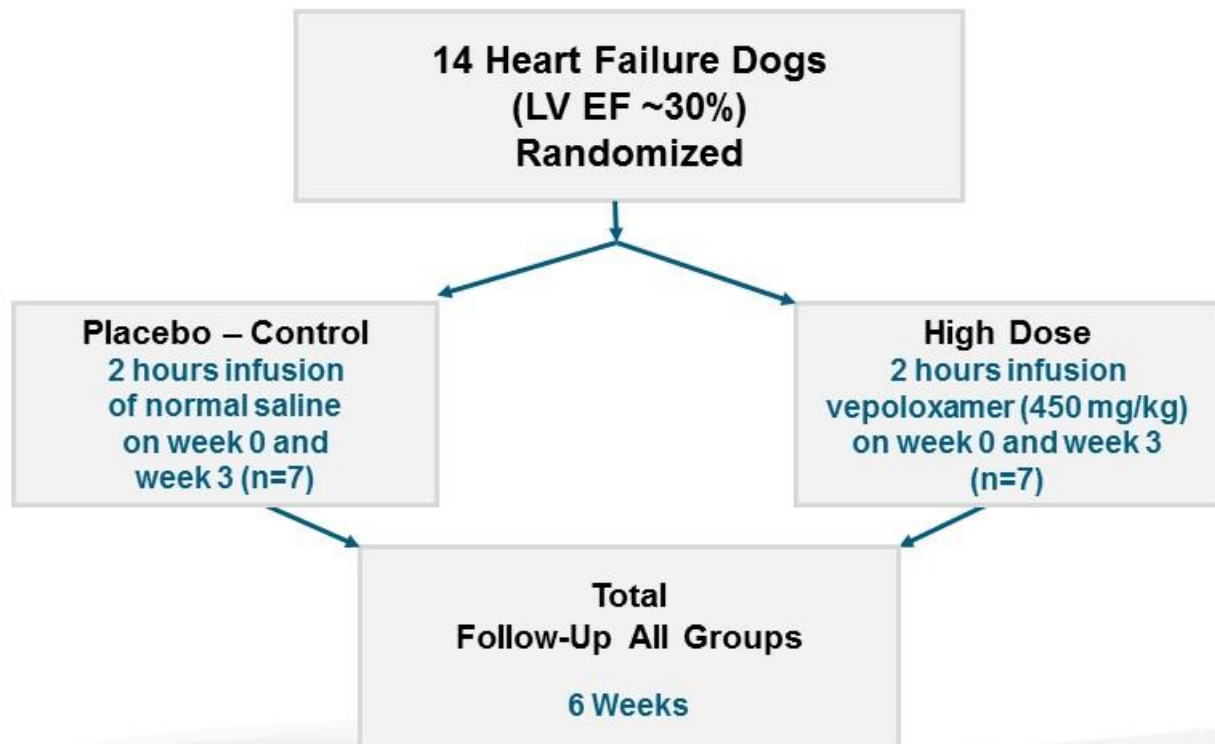 14 Heart Failure Dogs
(LV EF ~30%)
Randomized
Placebo – Control
2 hours infusion
of normal saline
on week 0 and
week 3 (n=7)
High Dose
2 hours infusion
vepoloxamer (450 mg/kg)
on week 0 and week 3
(n=7)
Total
Follow-Up All Groups
6 Weeks